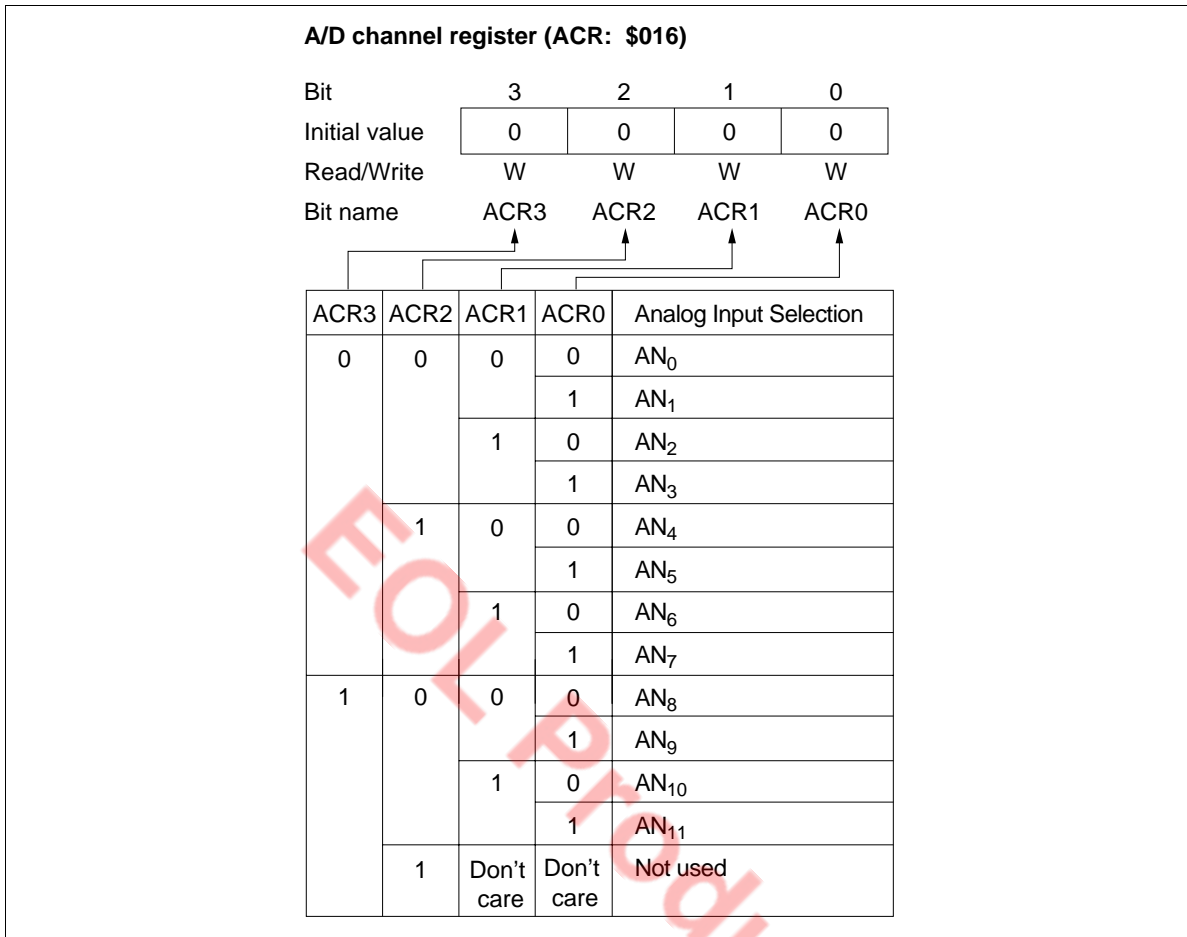 A/D channel register (ACR: $016)
Bit 3 2 1 0
Initial value 0 0 0 0
Read/Write W W W W
Bit name ACR3 ACR2 ACR1 ACR0
ACR3 ACR2 ACR1 ACR0 Analog Input Selection
0 0 0 0 AN0
1 AN1
1 0 AN2
1 AN3
1 0 0 AN4
1 AN5
1 0 AN6
1 AN7
1 0 0 0 AN8
1 AN9
1 0 AN10
1 AN11
1 Don't care Don't care Not used
EOL Produ